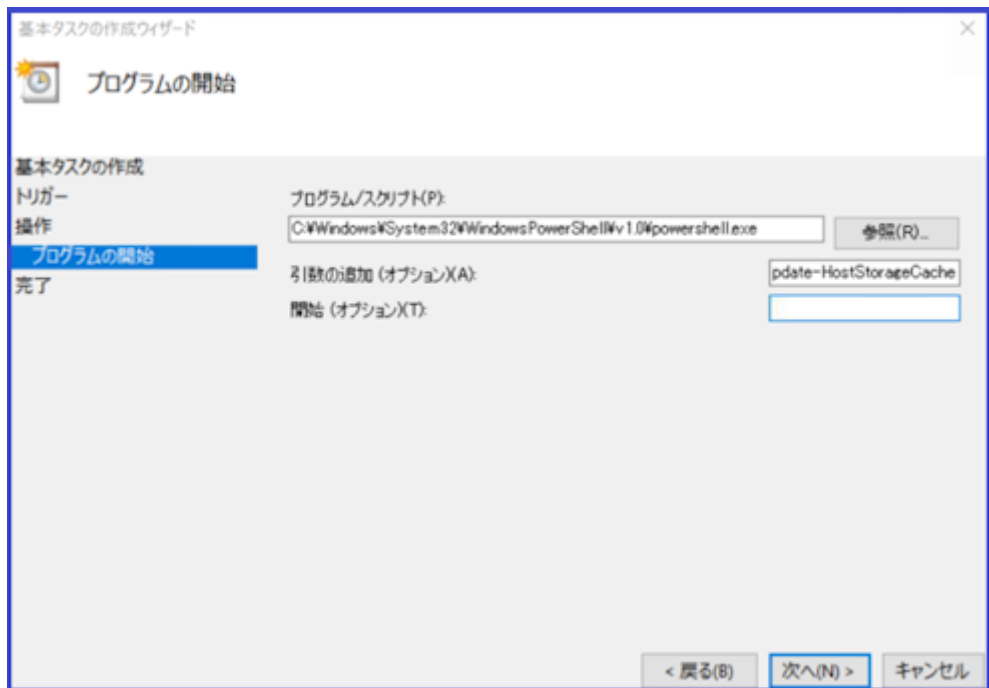 基本タスクの作成ウィザード
プログラムの開始
基本タスクの作成
トリガー
操作
プログラムの開始
完了
プログラム/スクリプト(P):
C:¥Windows¥System32¥WindowsPowerShell¥v1.0¥powershell.exe
参照(R)...
引数の追加 (オプション)(A):
pdate-HostStorageCache
開始 (オプション)(T):
< 戻る(B)
次へ(N) >
キャンセル